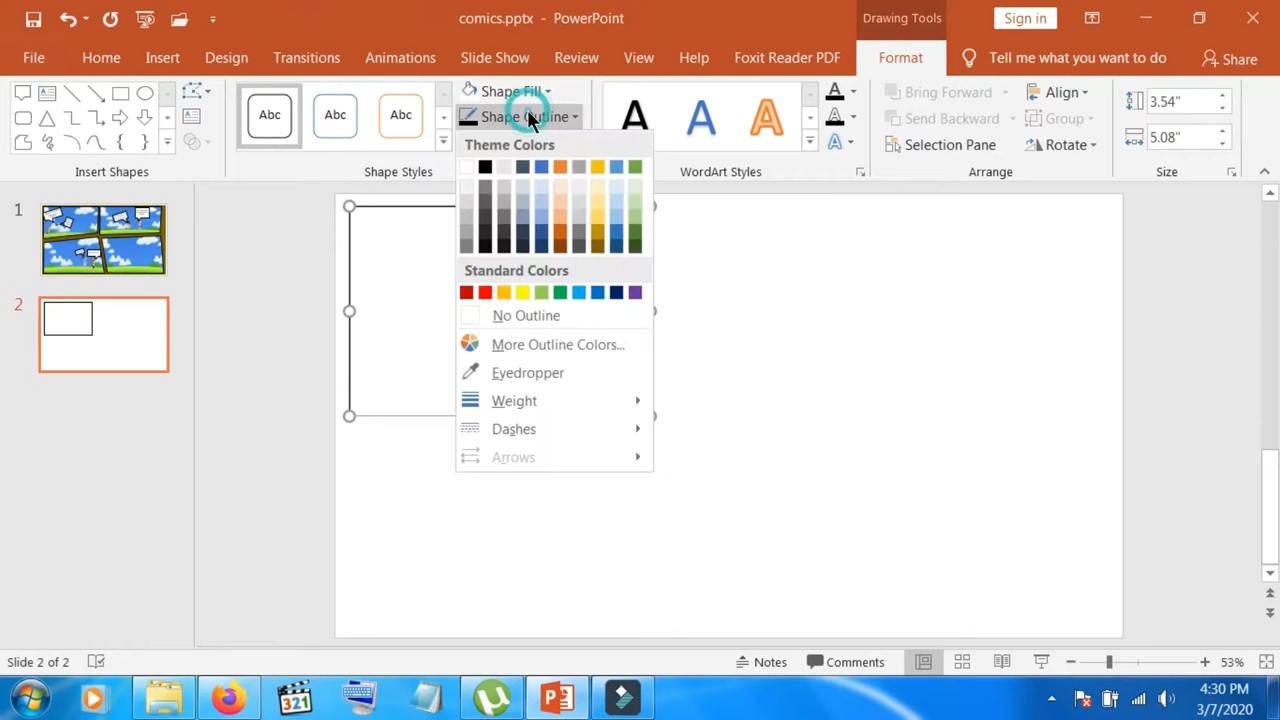 comics.pptx - PowerPoint
Drawing Tools
Sign in
File
Home
Insert
Design
Transitions
Animations
Slide Show
Review
View
Help
Foxit Reader PDF
Format
Tell me what you want to do
Share
Abc
Abc
Abc
Shape Fill
Shape Outline
A
A
A
A
A
A
Bring Forward
Send Backward
Selection Pane
Align
Group
Rotate
3.54"
5.08"
Insert Shapes
Shape Styles
WordArt Styles
Arrange
Size
Theme Colors
Standard Colors
No Outline
More Outline Colors...
Eyedropper
Weight
Dashes
Arrows
1
2
Slide 2 of 2
Notes
Comments
53%
321
4:30 PM
3/7/2020